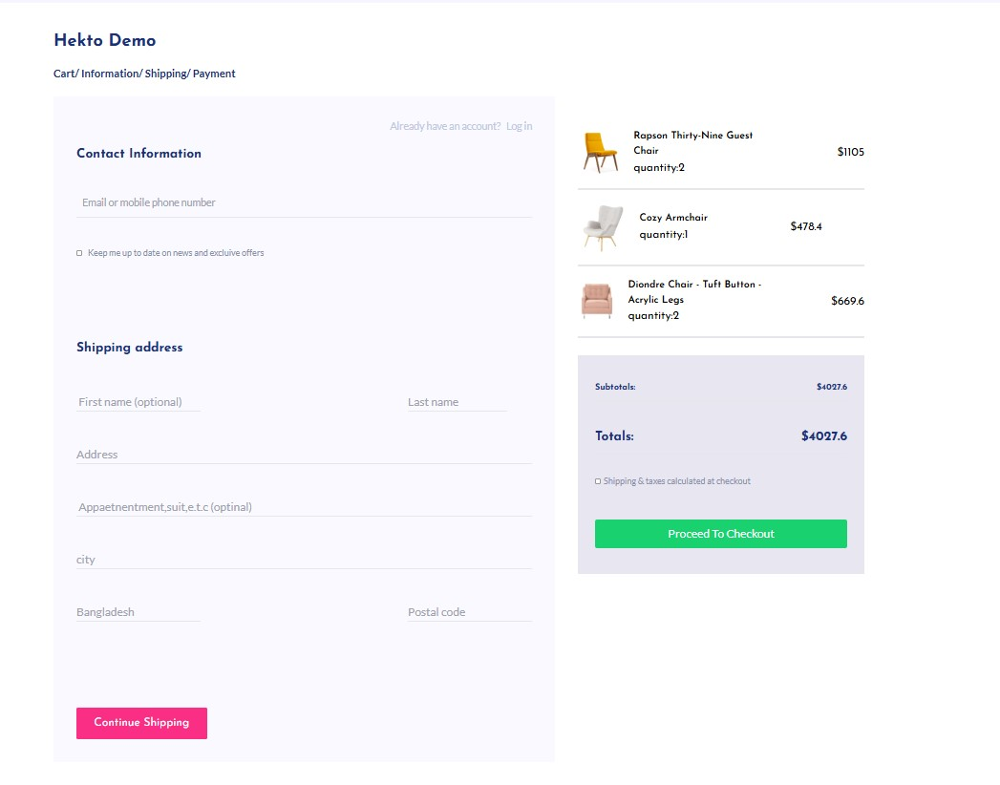 Hekto Demo
Cart/ Information/ Shipping/ Payment
Already have an account? Log in
Contact Information
Email or mobile phone number
Keep me up to date on news and excluive offers
Shipping address
First name (optional) Last name
Address
Appaetnentment,suit,e.t.c (optinal)
city
Bangladesh Postal code
Continue Shipping
Rapson Thirty-Nine Guest
Chair
quantity:2
$1105
Cozy Armchair
quantity:1
$478.4
Diondre Chair - Tuft Button -
Acrylic Legs
quantity:2
$669.6
Subtotals: $4027.6
Totals: $4027.6
Shipping & taxes calculated at checkout
Proceed To Checkout